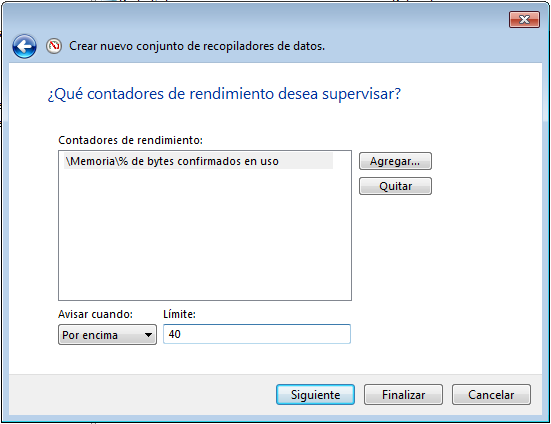 Crear nuevo conjunto de recopiladores de datos.
¿Qué contadores de rendimiento desea supervisar?
Contadores de rendimiento:
\Memoria\% de bytes confirmados en uso
Agregar...
Quitar
Avisar cuando:
Límite:
Por encima
40
Siguiente
Finalizar
Cancelar